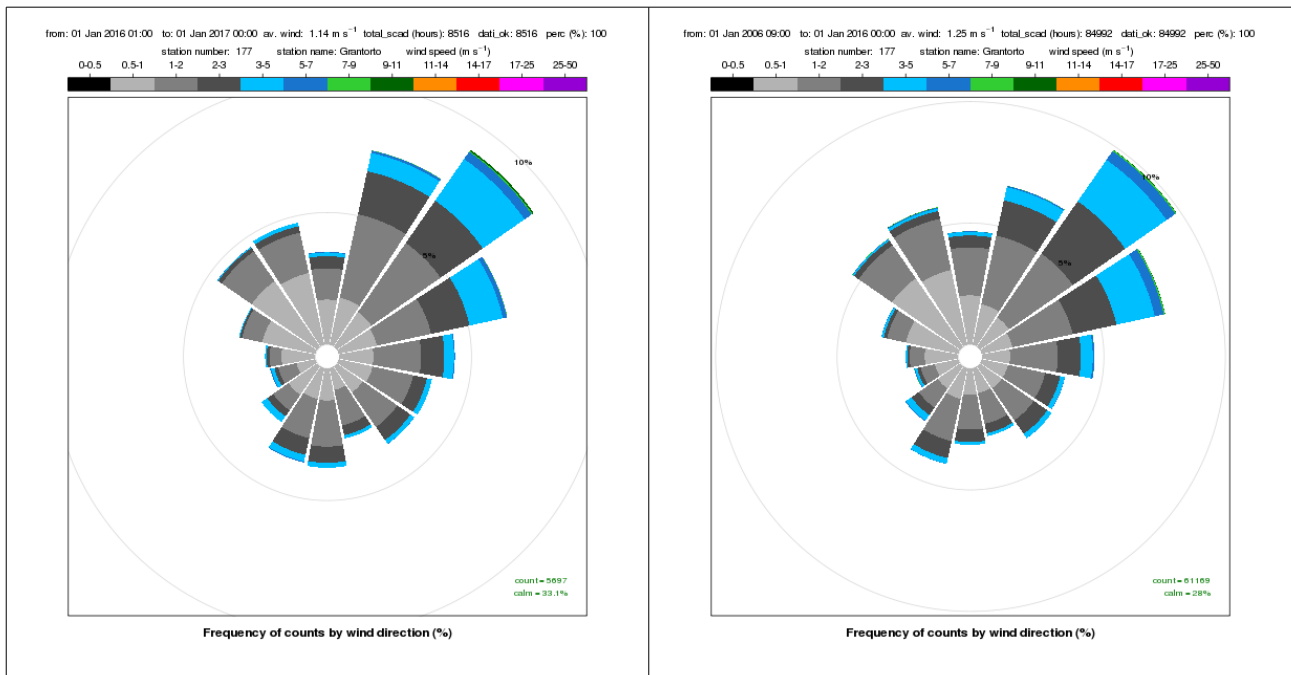 from: 01 Jan 2016 01:00 to: 01 Jan 2017 00:00 av. wind: 1.14 m s⁻¹ total_scad (hours): 8516 dati_ok: 8516 perc (%): 100
station number: 177 station name: Grantorto wind speed (m s⁻¹)
0-0.5 0.5-1 1-2 2-3 3-5 5-7 7-9 9-11 11-14 14-17 17-25 25-50
10%
5%
count = 5697
calm = 33.1%
Frequency of counts by wind direction (%)
from: 01 Jan 2006 09:00 to: 01 Jan 2016 00:00 av. wind: 1.25 m s⁻¹ total_scad (hours): 84992 dati_ok: 84992 perc (%): 100
station number: 177 station name: Grantorto wind speed (m s⁻¹)
0-0.5 0.5-1 1-2 2-3 3-5 5-7 7-9 9-11 11-14 14-17 17-25 25-50
10%
5%
count = 61169
calm = 28%
Frequency of counts by wind direction (%)